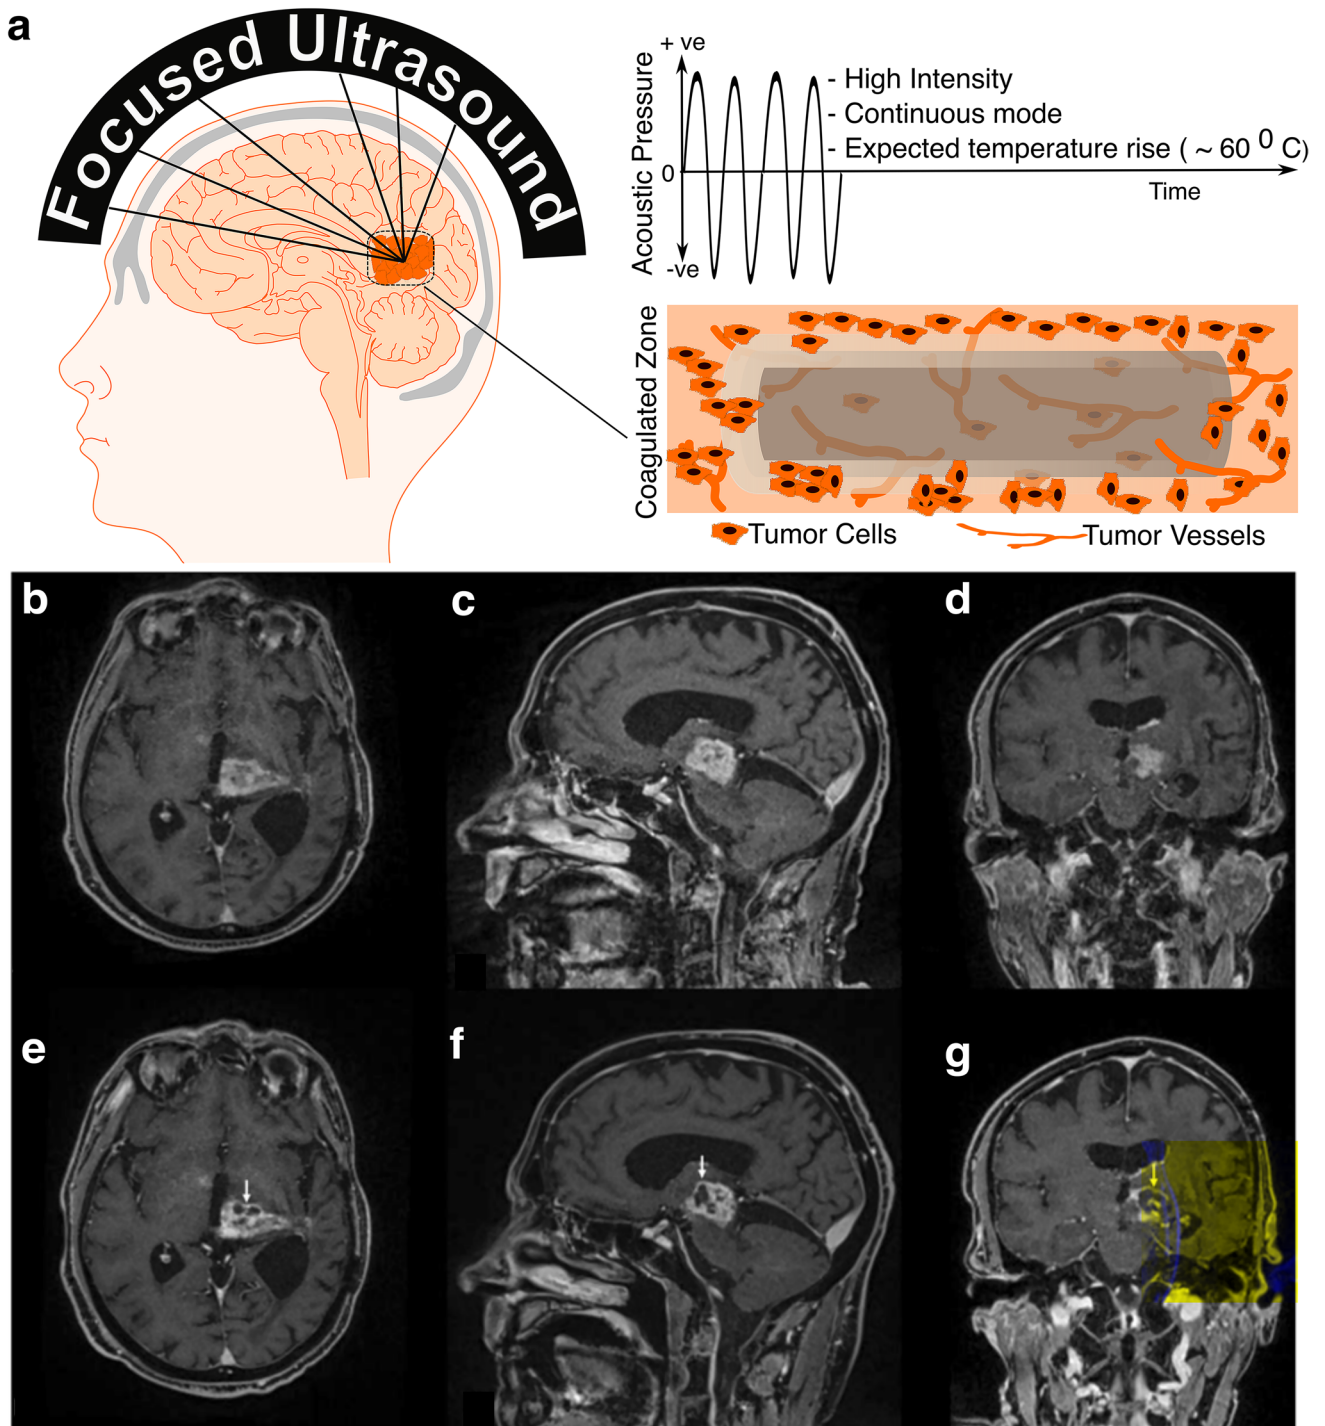 a
Focused Ultrasound
+ ve
Acoustic Pressure
0
-ve
- High Intensity
- Continuous mode
- Expected temperature rise ( ~ 60 ⁰ C)
Time
Coagulated Zone
Tumor Cells
Tumor Vessels
b
c
d
e
f
g